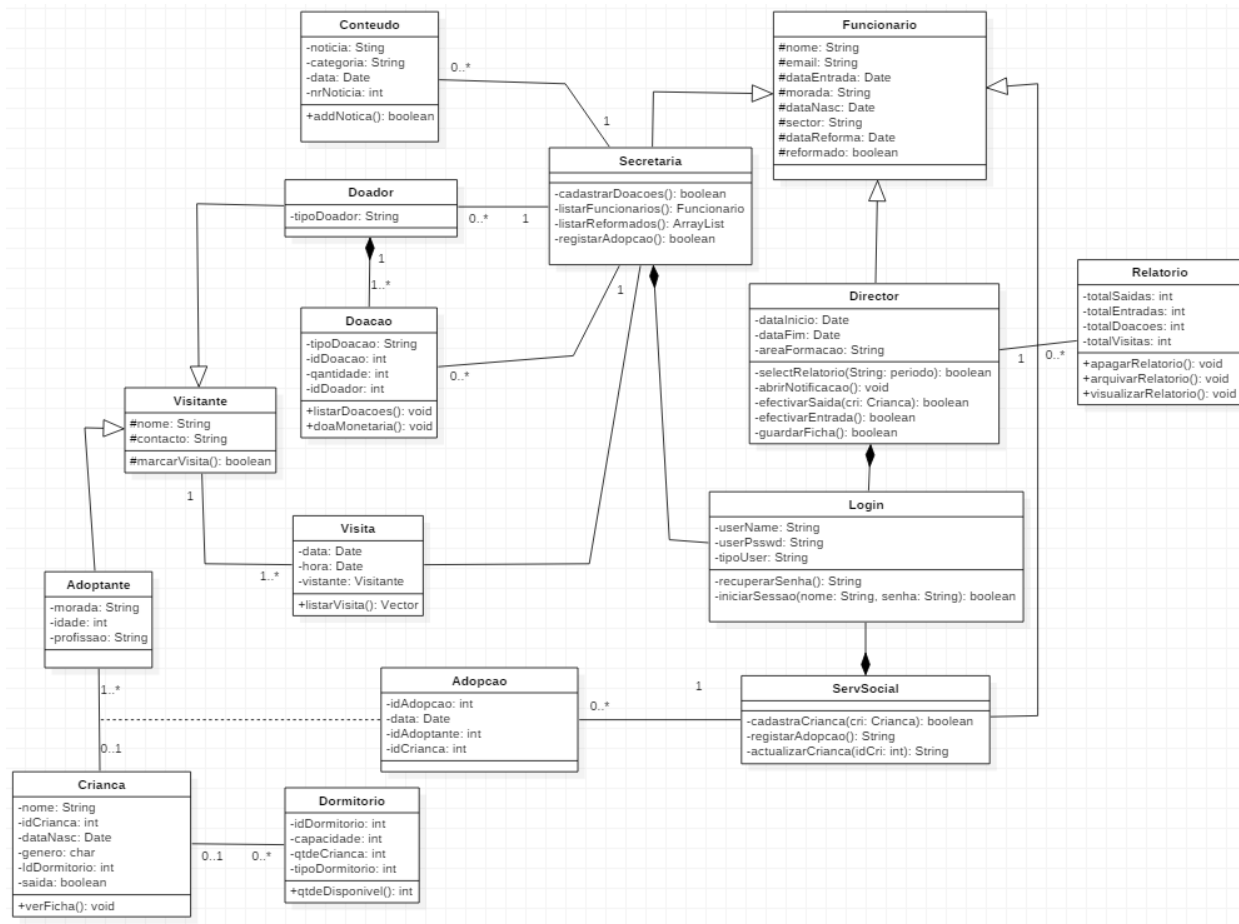 Conteudo
-noticia: Sting
-categoria: String
-data: Date
-nrNoticia: int
+addNotica(): boolean
0..*
1
Funcionario
#nome: String
#email: String
#dataEntrada: Date
#morada: String
#dataNasc: Date
#sector: String
#dataReforma: Date
#reformado: boolean
Secretaria
-cadastrarDoacoes(): boolean
-listarFuncionarios(): Funcionario
-listarReformados(): ArrayList
-registarAdopcao(): boolean
Doador
-tipoDoador: String
0..*
1
1
1..*
Doacao
-tipoDoacao: String
-idDoacao: int
-qantidade: int
-idDoador: int
+listarDoacoes(): void
+doaMonetaria(): void
1
0..*
Director
-dataInicio: Date
-dataFim: Date
-areaFormacao: String
-selectRelatorio(String: periodo): boolean
-abrirNotificacao(): void
-efectivarSaida(cri: Crianca): boolean
-efectivarEntrada(): boolean
-guardarFicha(): boolean
1
0..*
Relatorio
-totalSaidas: int
-totalEntradas: int
-totalDoacoes: int
-totalVisitas: int
+apagarRelatorio(): void
+arquivarRelatorio(): void
+visualizarRelatorio(): void
Visitante
#nome: String
#contacto: String
#marcarVisita(): boolean
1
1..*
Visita
-data: Date
-hora: Date
-vistante: Visitante
+listarVisita(): Vector
Login
-userName: String
-userPsswd: String
-tipoUser: String
-recuperarSenha(): String
-iniciarSessao(nome: String, senha: String): boolean
Adoptante
-morada: String
-idade: int
-profissao: String
1..*
0..1
Adopcao
-idAdopcao: int
-data: Date
-idAdoptante: int
-idCrianca: int
0..*
1
ServSocial
-cadastraCrianca(cri: Crianca): boolean
-registarAdopcao(): String
-actualizarCrianca(idCri: int): String
Crianca
-nome: String
-idCrianca: int
-dataNasc: Date
-genero: char
-IdDormitorio: int
-saida: boolean
+verFicha(): void
0..1
0..*
Dormitorio
-idDormitorio: int
-capacidade: int
-qtdeCrianca: int
-tipoDormitorio: int
+qtdeDisponivel(): int